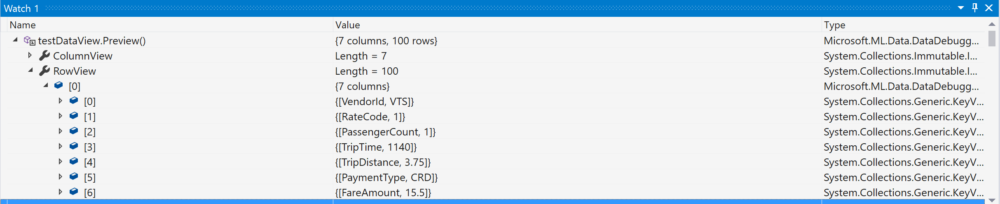 Watch 1
Name Value Type
testDataView.Preview() {7 columns, 100 rows} Microsoft.ML.Data.DataDebugg...
ColumnView Length = 7 System.Collections.Immutable.I...
RowView Length = 100 System.Collections.Immutable.I...
[0] {7 columns} Microsoft.ML.Data.DataDebugg...
[0] {[VendorId, VTS]} System.Collections.Generic.KeyV...
[1] {[RateCode, 1]} System.Collections.Generic.KeyV...
[2] {[PassengerCount, 1]} System.Collections.Generic.KeyV...
[3] {[TripTime, 1140]} System.Collections.Generic.KeyV...
[4] {[TripDistance, 3.75]} System.Collections.Generic.KeyV...
[5] {[PaymentType, CRD]} System.Collections.Generic.KeyV...
[6] {[FareAmount, 15.5]} System.Collections.Generic.KeyV...